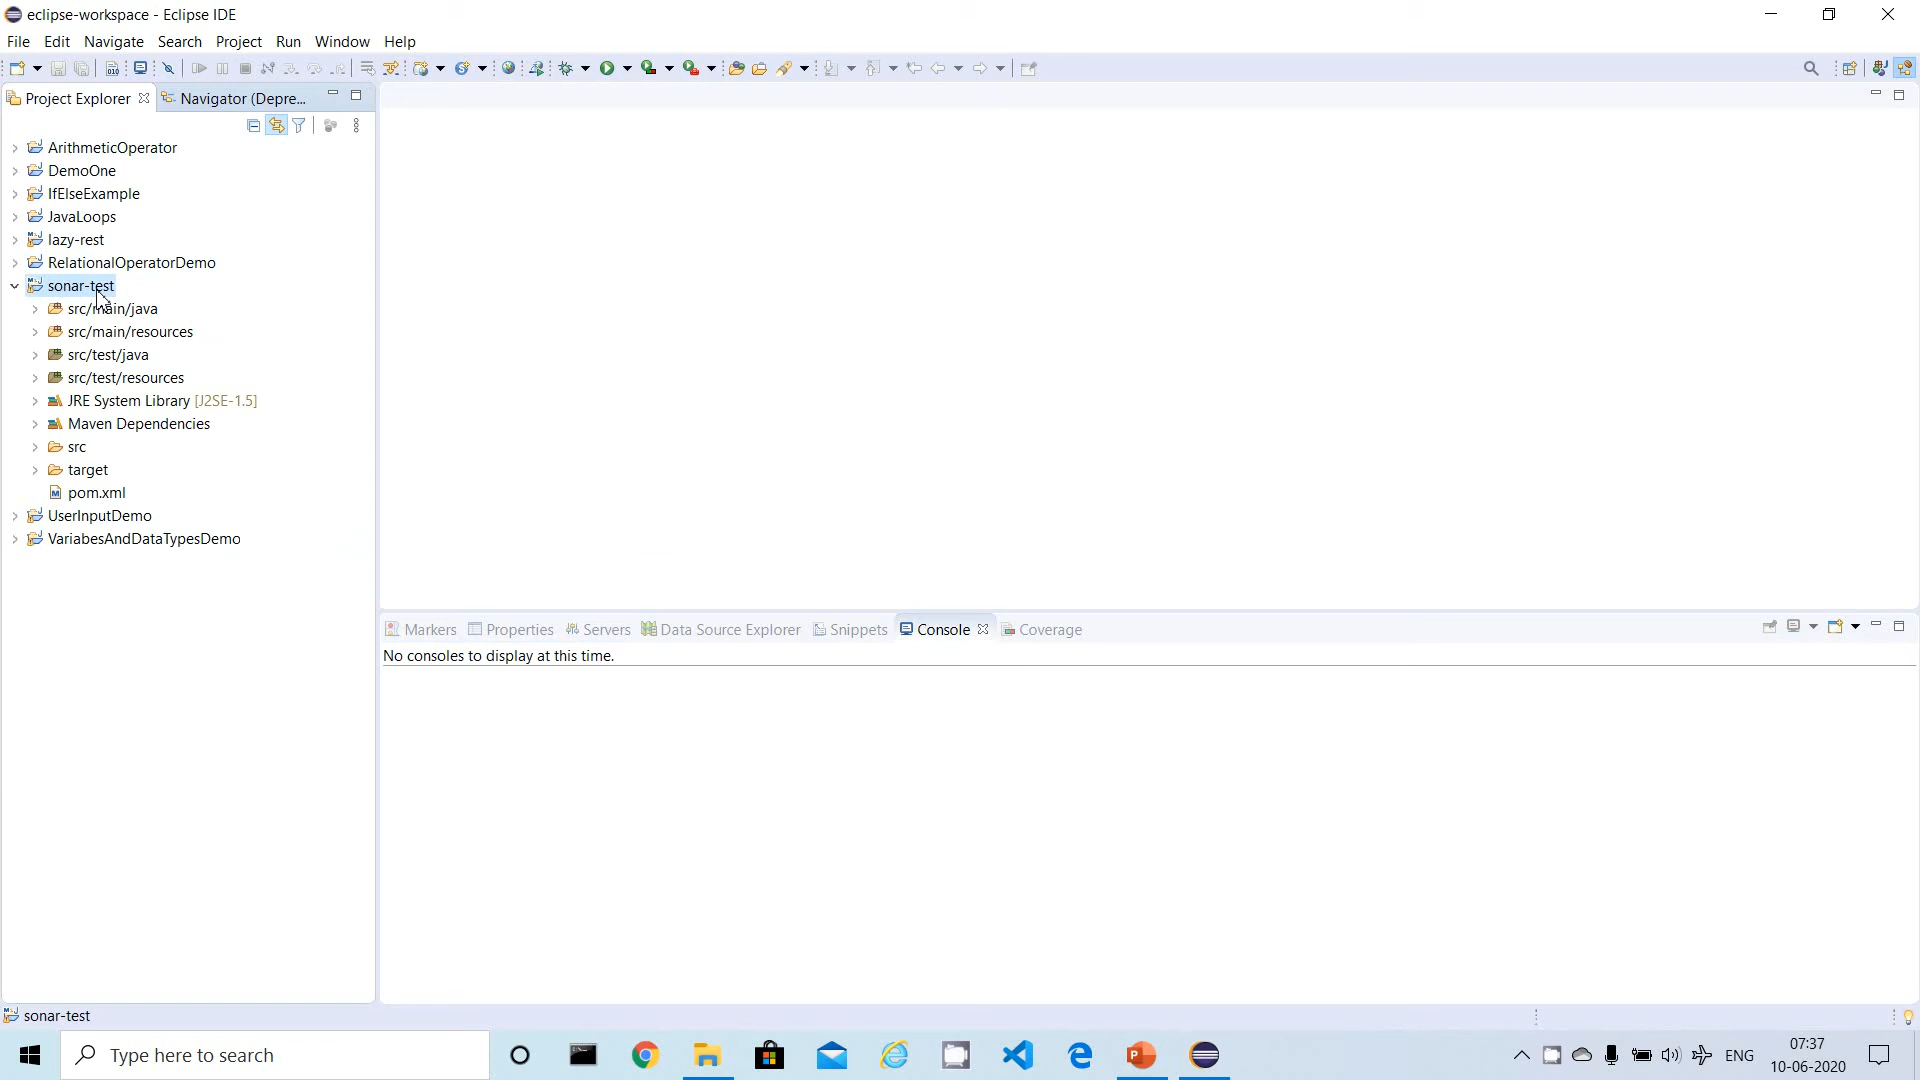 eclipse-workspace - Eclipse IDE
File Edit Navigate Search Project Run Window Help
Project Explorer Navigator (Depre...
ArithmeticOperator
DemoOne
IfElseExample
JavaLoops
lazy-rest
RelationalOperatorDemo
sonar-test
src/main/java
src/main/resources
src/test/java
src/test/resources
JRE System Library [J2SE-1.5]
Maven Dependencies
src
target
pom.xml
UserInputDemo
VariabesAndDataTypesDemo
Markers Properties Servers Data Source Explorer Snippets Console Coverage
No consoles to display at this time.
sonar-test
Type here to search
ENG
07:37
10-06-2020